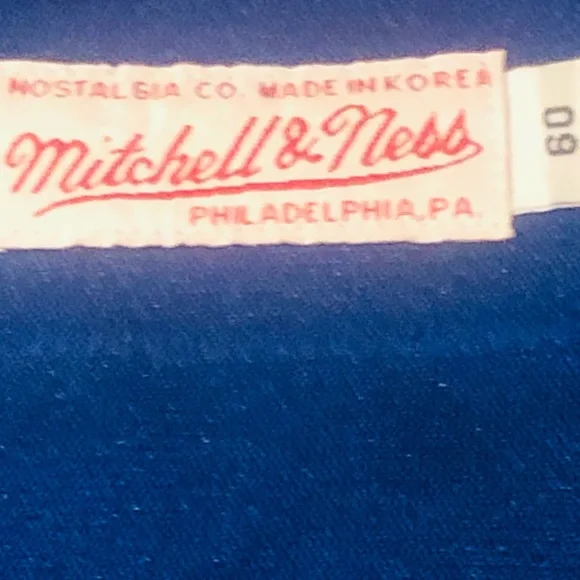 NOSTALGIA CO. MADE IN KOREA
Mitchell & Ness
PHILADELPHIA, PA.
60